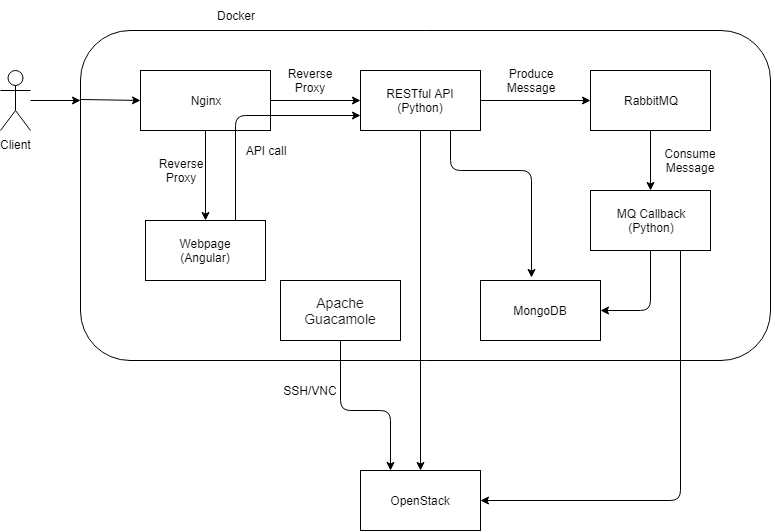 Docker
Client
Nginx
Reverse
Proxy
RESTful API
(Python)
Produce
Message
RabbitMQ
API call
Reverse
Proxy
Consume
Message
Webpage
(Angular)
MQ Callback
(Python)
Apache
Guacamole
MongoDB
SSH/VNC
OpenStack